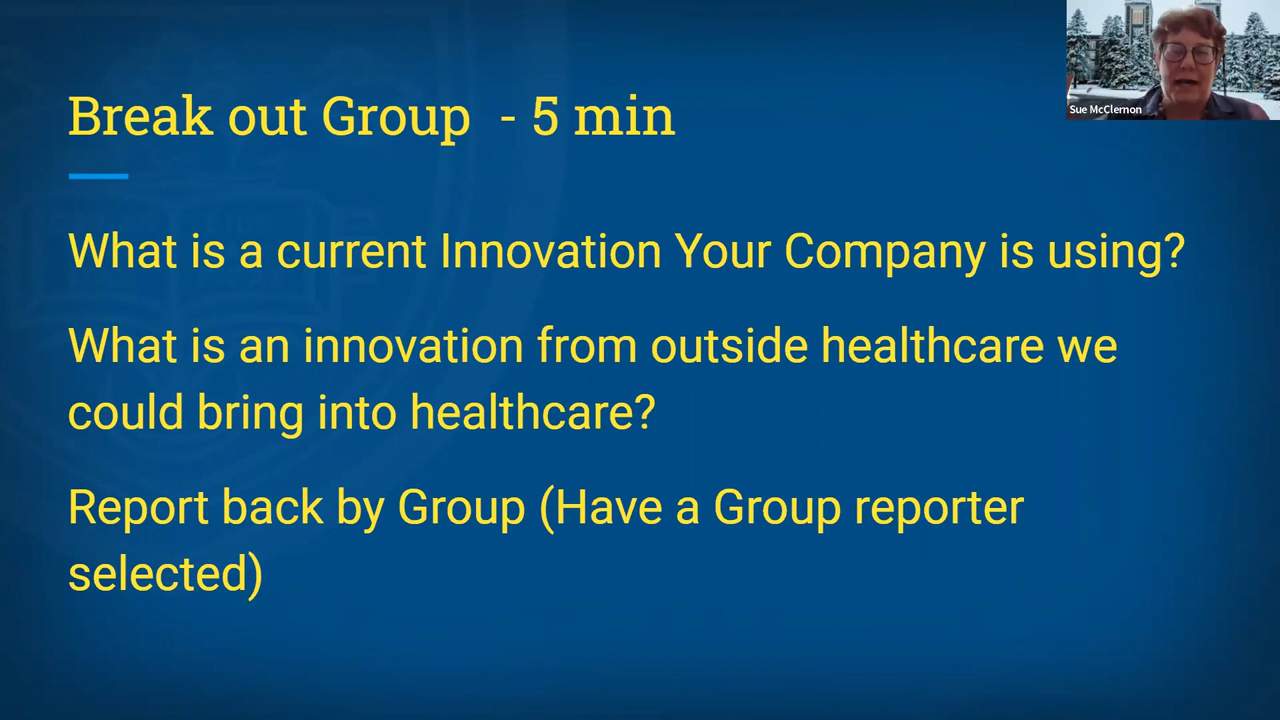 Break out Group - 5 min
What is a current Innovation Your Company is using?
What is an innovation from outside healthcare we
could bring into healthcare?
Report back by Group (Have a Group reporter
selected)
Sue McClernon